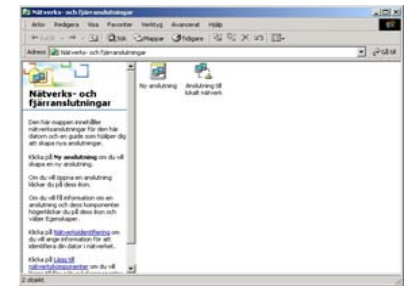 Nätverks- och fjärranslutningar
Arkiv Redigera Visa Favoriter Verktyg Avancerat Hjälp
Sök Mappar Tidigare
Adress Nätverks- och fjärranslutningar
Nätverks- och
fjärranslutningar
Den här mappen innehåller
nätverksanslutningar för den här
datorn och en guide som hjälper dig
att skapa nya anslutningar.
Klicka på Ny anslutning om du vill
skapa en ny anslutning.
Om du vill öppna en anslutning
klickar du på dess ikon.
Om du vill få information om en
anslutning och dess komponenter
högerklickar du på dess ikon och
väljer Egenskaper.
Klicka på Nätverksidentifiering om
du vill ange information för att
identifiera din dator i nätverket.
Klicka på Lägg till
nätverkskomponenter om du vill
Ny anslutning
Anslutning till
lokalt nätverk
2 objekt